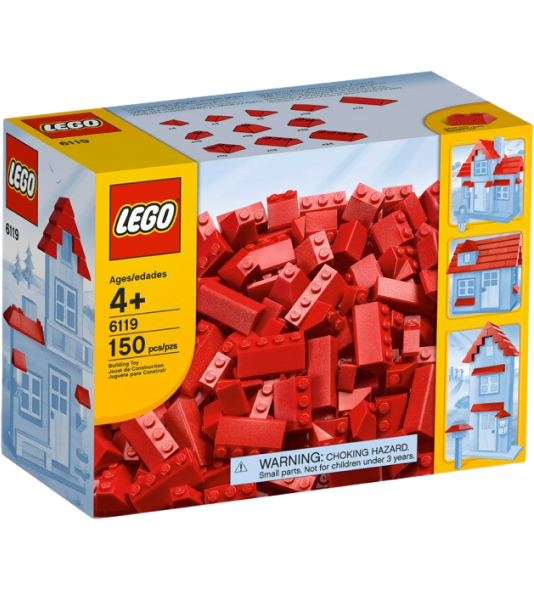 LEGO
6119
LEGO
6119
LEGO
Ages/edades
4+
6119
150 pcs/pzs
Building Toy
Jouet de Construction
Juguete para Construir
WARNING: CHOKING HAZARD.
Small parts. Not for children under 3 years.